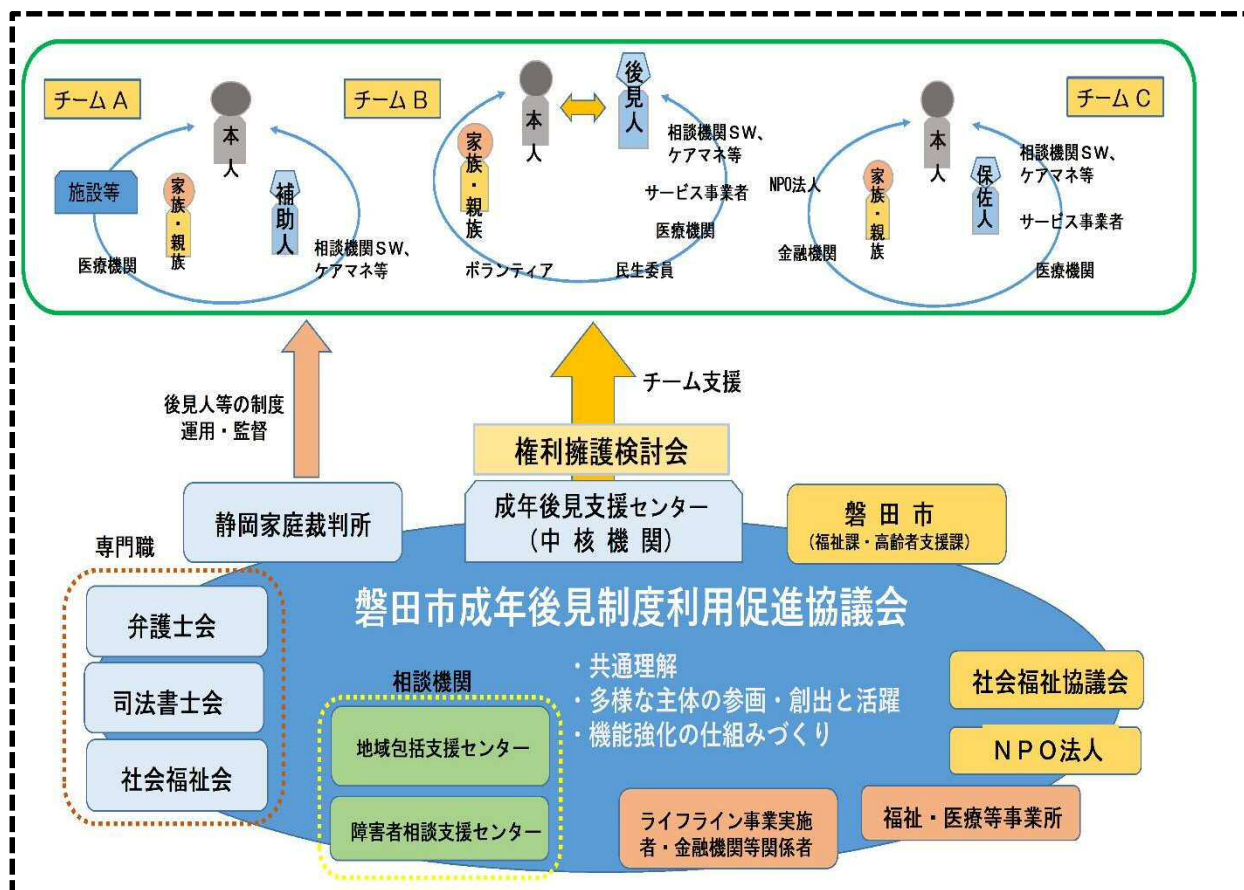 チームA
本人
施設等
家族・親族
補助人
医療機関
相談機関SW、
ケアマネ等
チームB
本人
後見人
家族・親族
相談機関SW、
ケアマネ等
サービス事業者
医療機関
ボランティア
民生委員
チームC
本人
相談機関SW、
ケアマネ等
NPO法人
家族・親族
保佐人
サービス事業者
金融機関
医療機関
後見人等の制度
運用・監督
チーム支援
権利擁護検討会
静岡家庭裁判所
成年後見支援センター
(中核機関)
磐田市
(福祉課・高齢者支援課)
専門職
弁護士会
司法書士会
社会福祉会
磐田市成年後見制度利用促進協議会
・共通理解
・多様な主体の参画・創出と活躍
・機能強化の仕組みづくり
相談機関
地域包括支援センター
障害者相談支援センター
社会福祉協議会
NPO法人
ライフライン事業実施
者・金融機関等関係者
福祉・医療等事業所